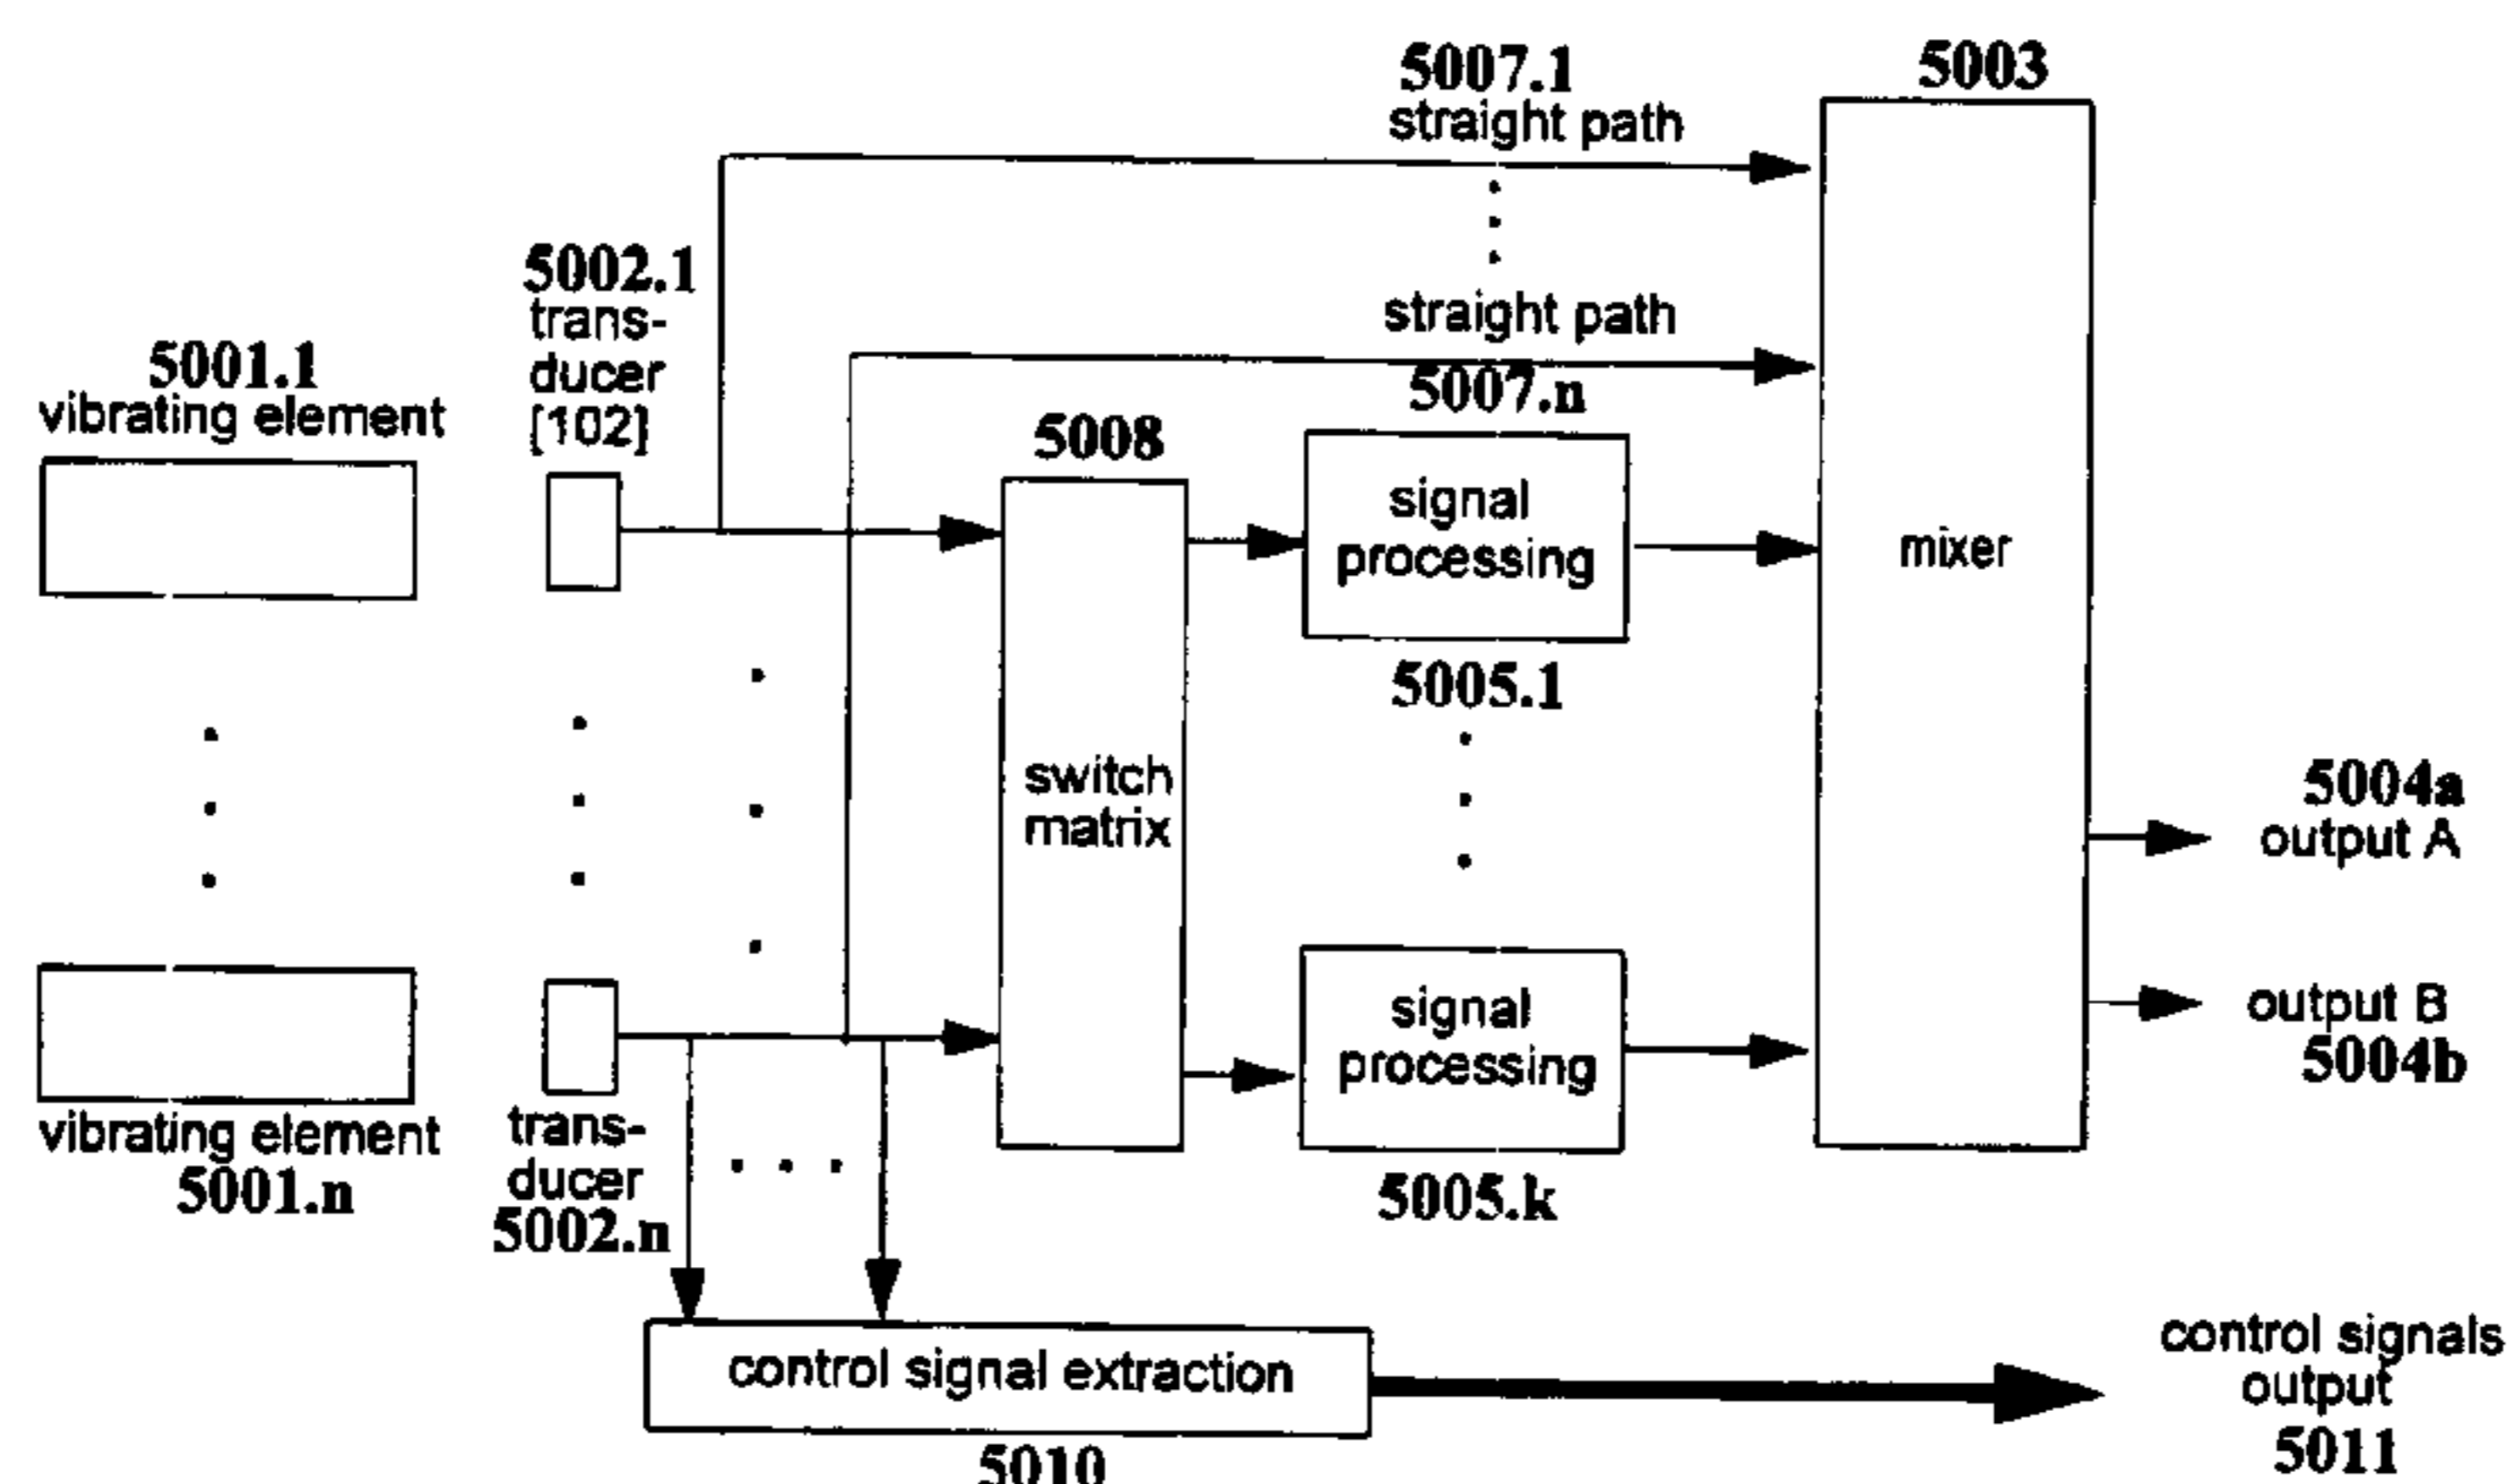 5007.1
straight path
5003
5002.1
trans-
ducer
[102]
straight path
5007.n
5001.1
vibrating element
5008
signal
processing
mixer
5005.1
switch
matrix
5004a
output A
output B
5004b
signal
processing
5005.k
vibrating element
5001.n
trans-
ducer
5002.n
control signal extraction
5010
control signals
output
5011